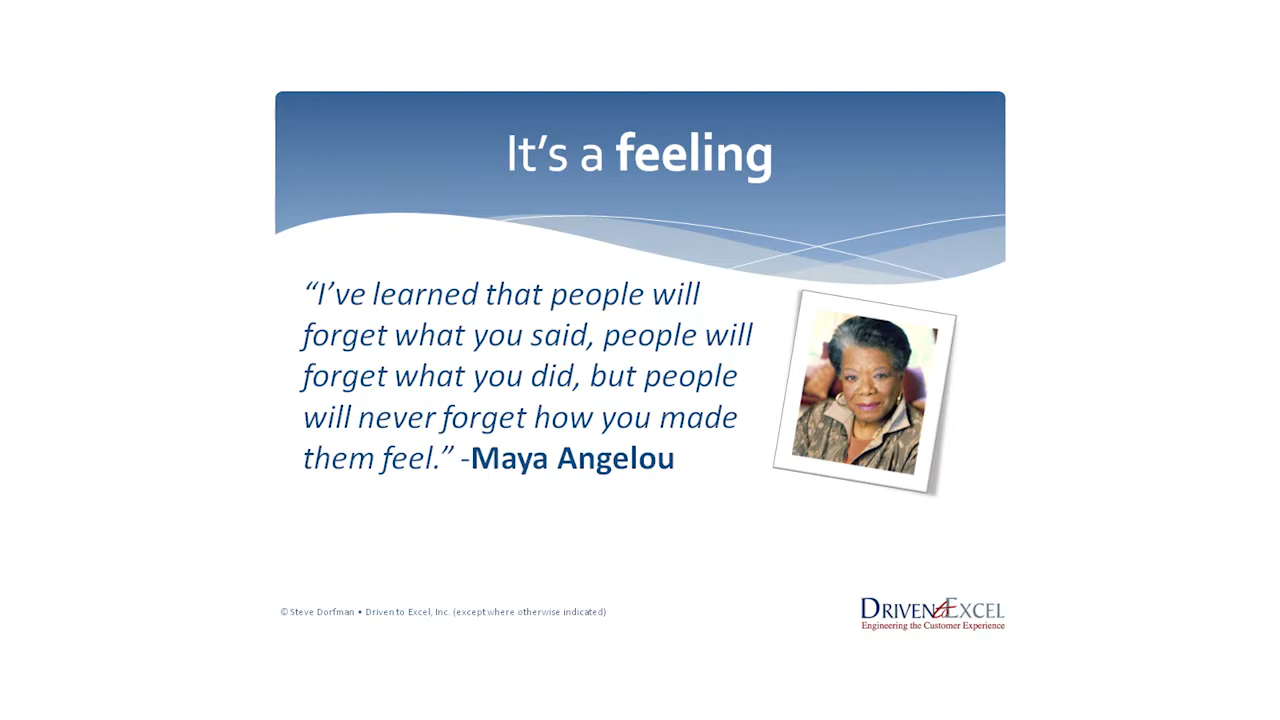 It’s a feeling
“I’ve learned that people will
forget what you said, people will
forget what you did, but people
will never forget how you made
them feel.” -Maya Angelou
© Steve Dorfman • Driven to Excel, Inc. (except where otherwise indicated)
DRIVEN to EXCEL
Engineering the Customer Experience